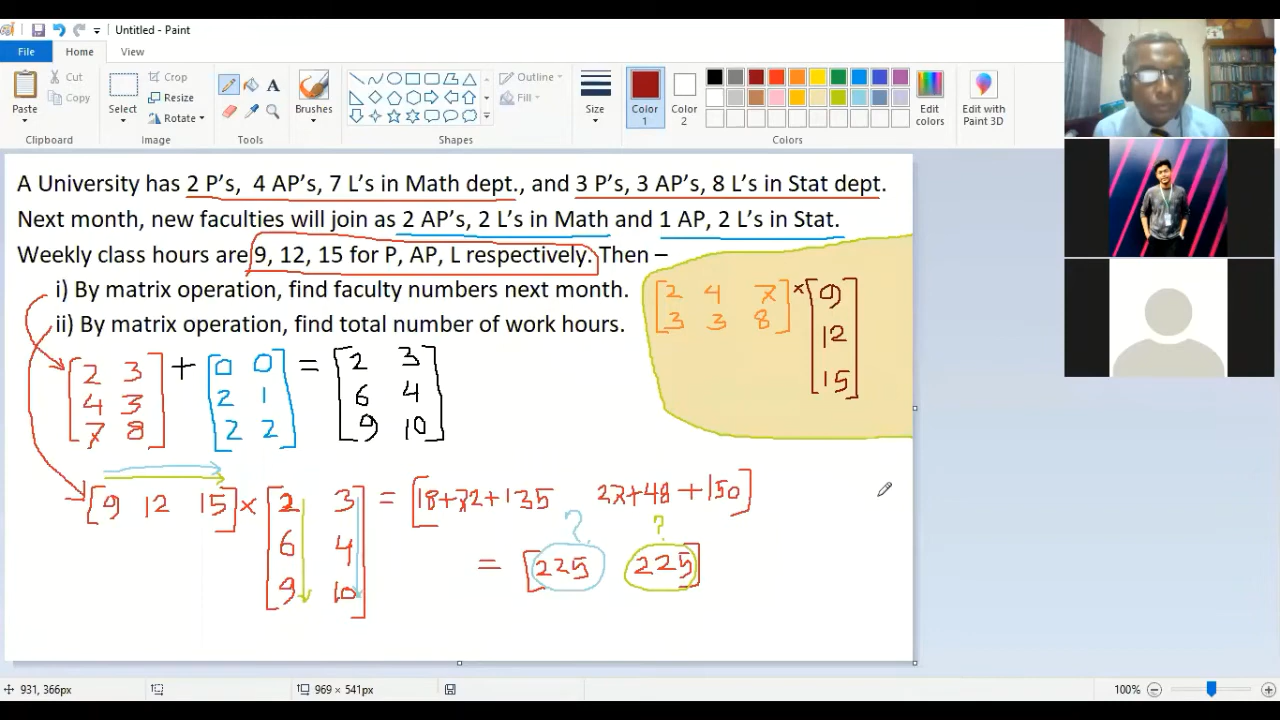 Untitled - Paint
File Home View
Paste
Cut
Copy
Clipboard
Select
Crop
Resize
Rotate
Image
Tools
Brushes
Shapes
Outline
Fill
Size
Color 1
Color 2
Colors
Edit colors
Edit with Paint 3D
A University has 2 P's, 4 AP's, 7 L's in Math dept., and 3 P's, 3 AP's, 8 L's in Stat dept.
Next month, new faculties will join as 2 AP's, 2 L's in Math and 1 AP, 2 L's in Stat.
Weekly class hours are 9, 12, 15 for P, AP, L respectively. Then –
i) By matrix operation, find faculty numbers next month.
ii) By matrix operation, find total number of work hours.
[2 4 7] × [9]
[3 3 8] [12]
[15]
[2 3] + [0 0] = [2 3]
[4 3] [2 1] [6 4]
[7 8] [2 2] [9 10]
[9 12 15] × [2 3] = [18+72+135 27+48+150]
[6 4] ? ?
[9 10] = [225 225]
931, 366px
969 × 541px
100%